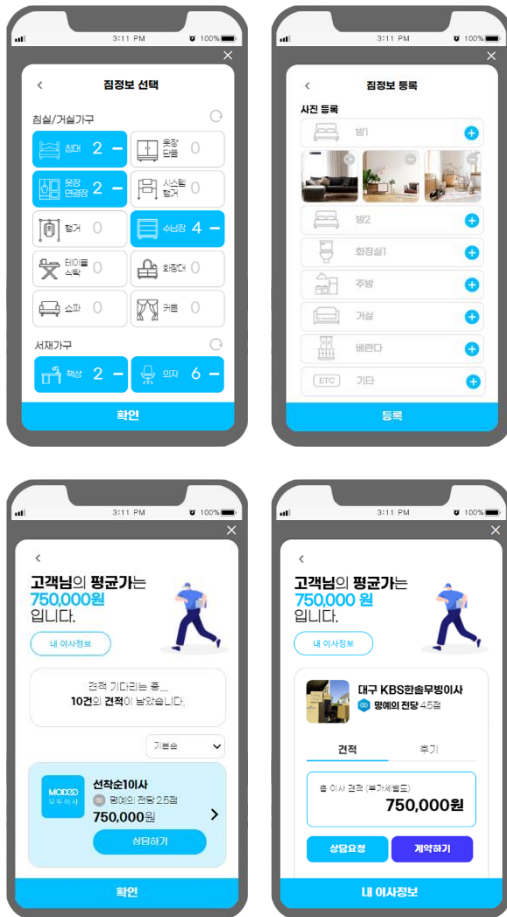 3:11 PM
100%
짐정보 선택
침실/거실가구
침대 2
옷장 단품 0
옷장 연결장 2
시스템 행거 0
행거 0
수납장 4
테이블 식탁 0
화장대 0
소파 0
커튼 0
서재가구
책상 2
의자 6
확인
3:11 PM
100%
짐정보 등록
사진 등록
방1
방2
화장실1
주방
거실
베란다
ETC 기타
등록
3:11 PM
100%
고객님의 평균가는
750,000원
입니다.
내 이사정보
견적 기다리는 중...
10건의 견적이 남았습니다.
기본순
MODOO
모두이사
선착순1이사
명예의 전당 2.5점
750,000원
상담하기
확인
3:11 PM
100%
고객님의 평균가는
750,000 원
입니다.
내 이사정보
대구 KBS한솔무빙이사
명예의 전당 4.5점
견적
후기
총 이사 견적 (부가세별도)
750,000원
상담요청
계약하기
내 이사정보